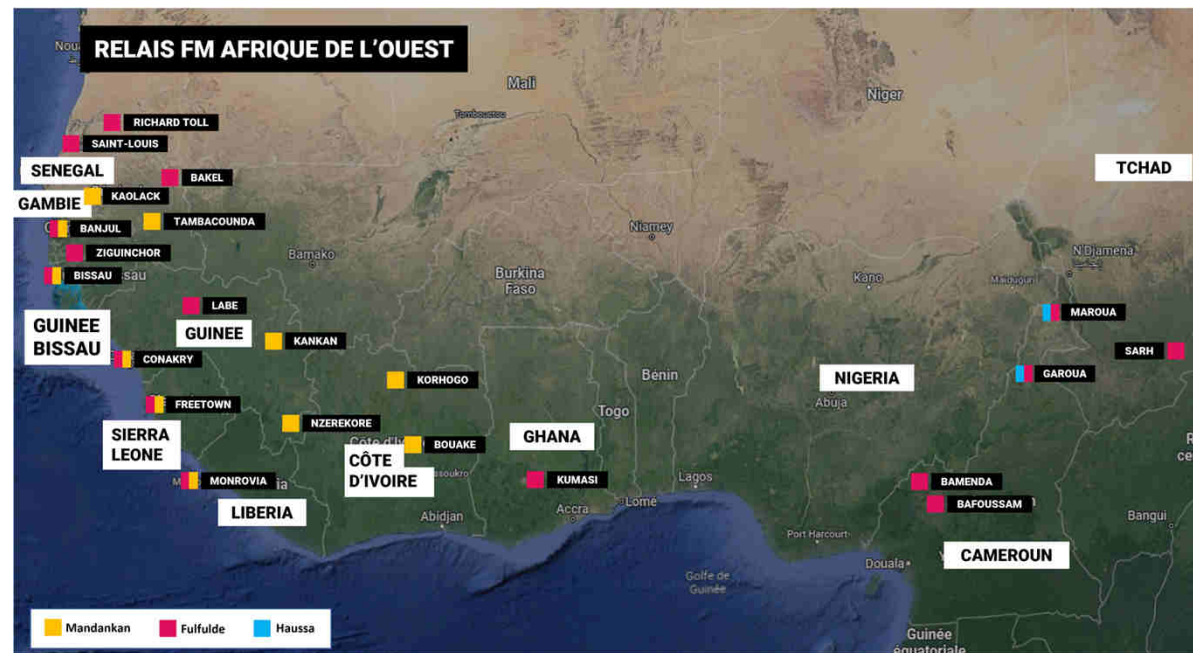 RELAIS FM AFRIQUE DE L'OUEST
Mali
Niger
Tombouctou
RICHARD TOLL
SAINT-LOUIS
SENEGAL
BAKEL
TCHAD
KAOLACK
GAMBIE
TAMBACOUNDA
BANJUL
Niamey
ZIGUINCHOR
Bamako
N'Djamena
BISSAU
Burkina
Faso
Kano
Maiduguri
LABE
MAROUA
GUINEE
BISSAU
GUINEE
KANKAN
SARH
CONAKRY
GAROUA
KORHOGO
Bénin
NIGERIA
Abuja
FREETOWN
Togo
NZEREKORE
SIERRA
LEONE
BOUAKE
GHANA
CÔTE
D'IVOIRE
MONROVIA
KUMASI
Lagos
BAMENDA
Lomé
BAFOUSSAM
LIBERIA
Accra
Abidjan
Bangui
Port Harcourt
CAMEROUN
Douala
Golfe de
Guinée
Mandankan
Fulfulde
Haussa
Guinée
équatoriale